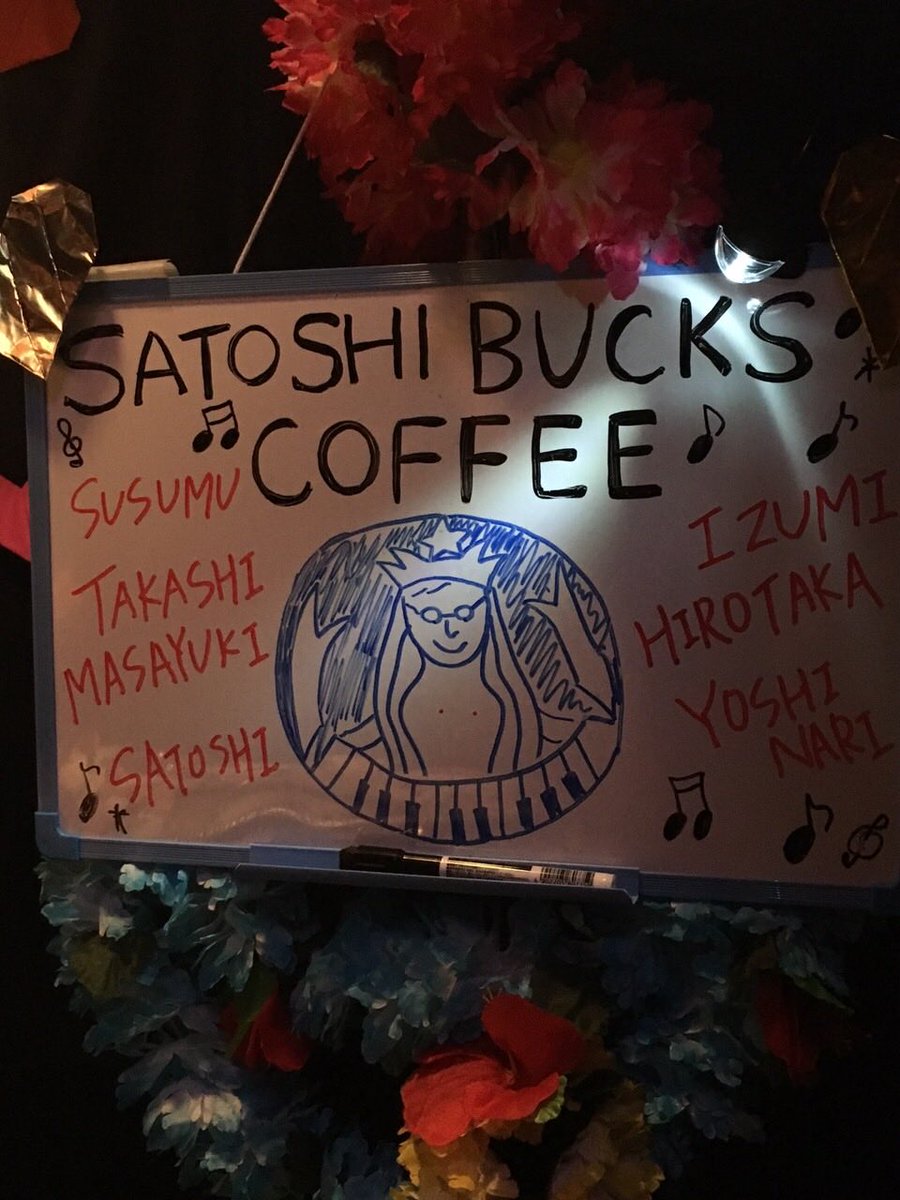 SATOSHI BUCKS
COFFEE
SUSUMU
TAKASHI
MASAYUKI
SATOSHI
IZUMI
HIROTAKA
YOSHI
NARI